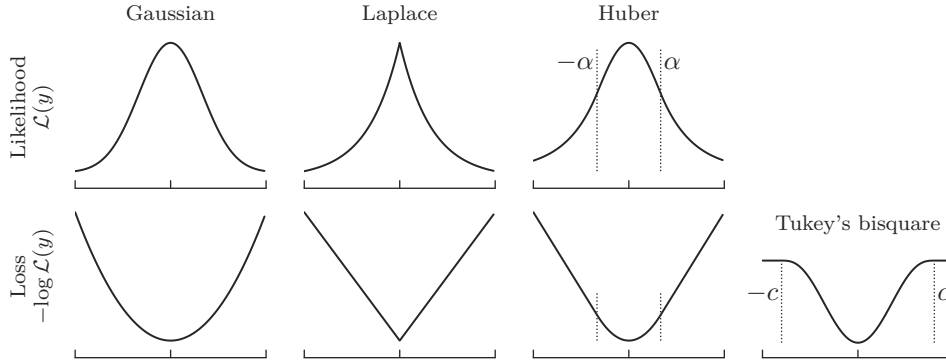 Gaussian
Laplace
Huber
Likelihood
ℒ(y)
−α
α
Loss
−log ℒ(y)
Tukey's bisquare
−c
c